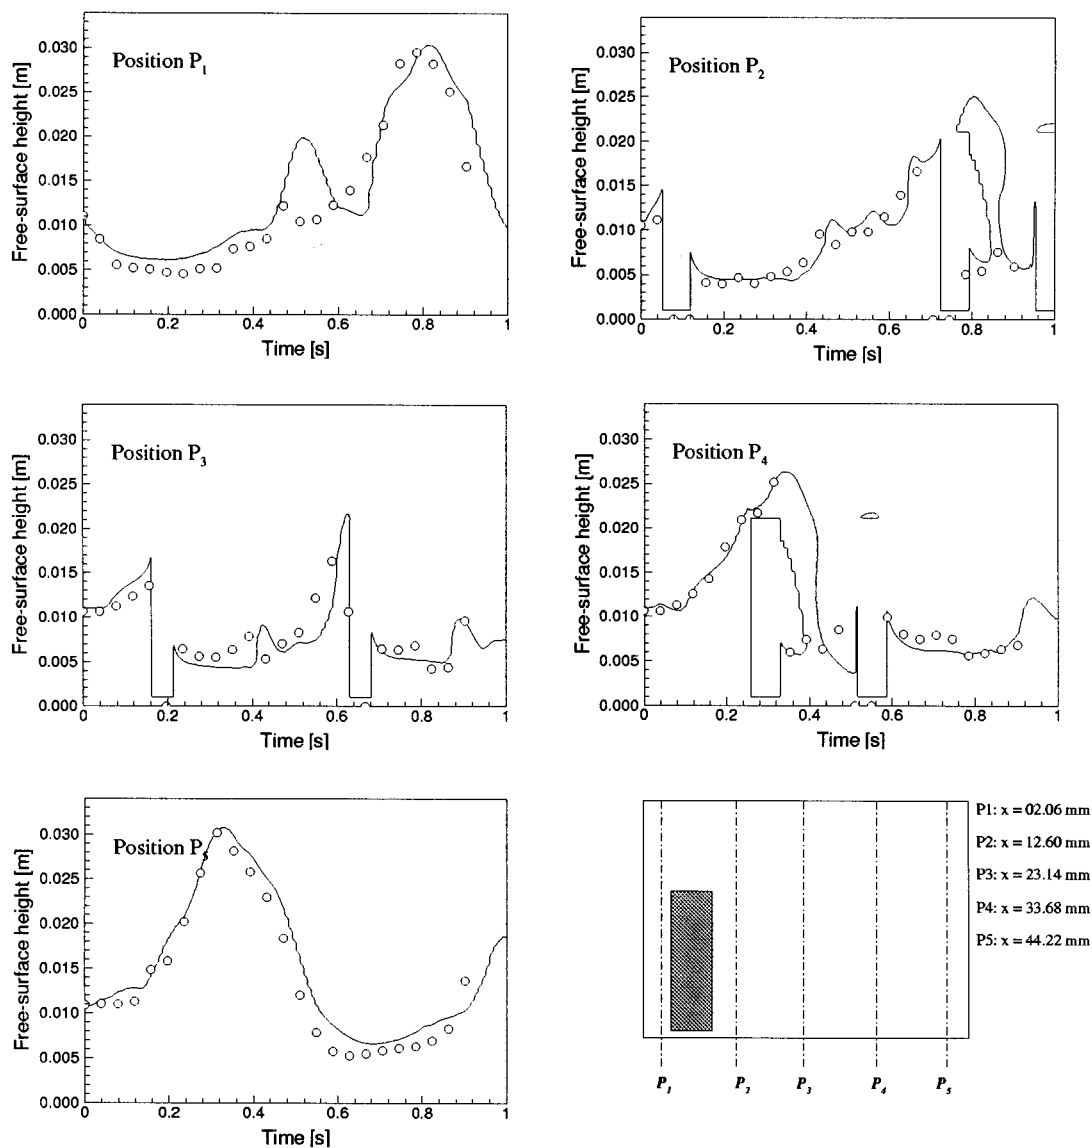 Free-surface height [m]
0.030
0.025
0.020
0.015
0.010
0.005
0.000
Position P1
0 0.2 0.4 0.6 0.8 1
Time [s]
Free-surface height [m]
0.030
0.025
0.020
0.015
0.010
0.005
0.000
Position P2
0 0.2 0.4 0.6 0.8 1
Time [s]
Free-surface height [m]
0.030
0.025
0.020
0.015
0.010
0.005
0.000
Position P3
0 0.2 0.4 0.6 0.8 1
Time [s]
Free-surface height [m]
0.030
0.025
0.020
0.015
0.010
0.005
0.000
Position P4
0 0.2 0.4 0.6 0.8 1
Time [s]
Free-surface height [m]
0.030
0.025
0.020
0.015
0.010
0.005
0.000
Position P5
0 0.2 0.4 0.6 0.8 1
Time [s]
P1: x = 02.06 mm
P2: x = 12.60 mm
P3: x = 23.14 mm
P4: x = 33.68 mm
P5: x = 44.22 mm
P1 P2 P3 P4 P5